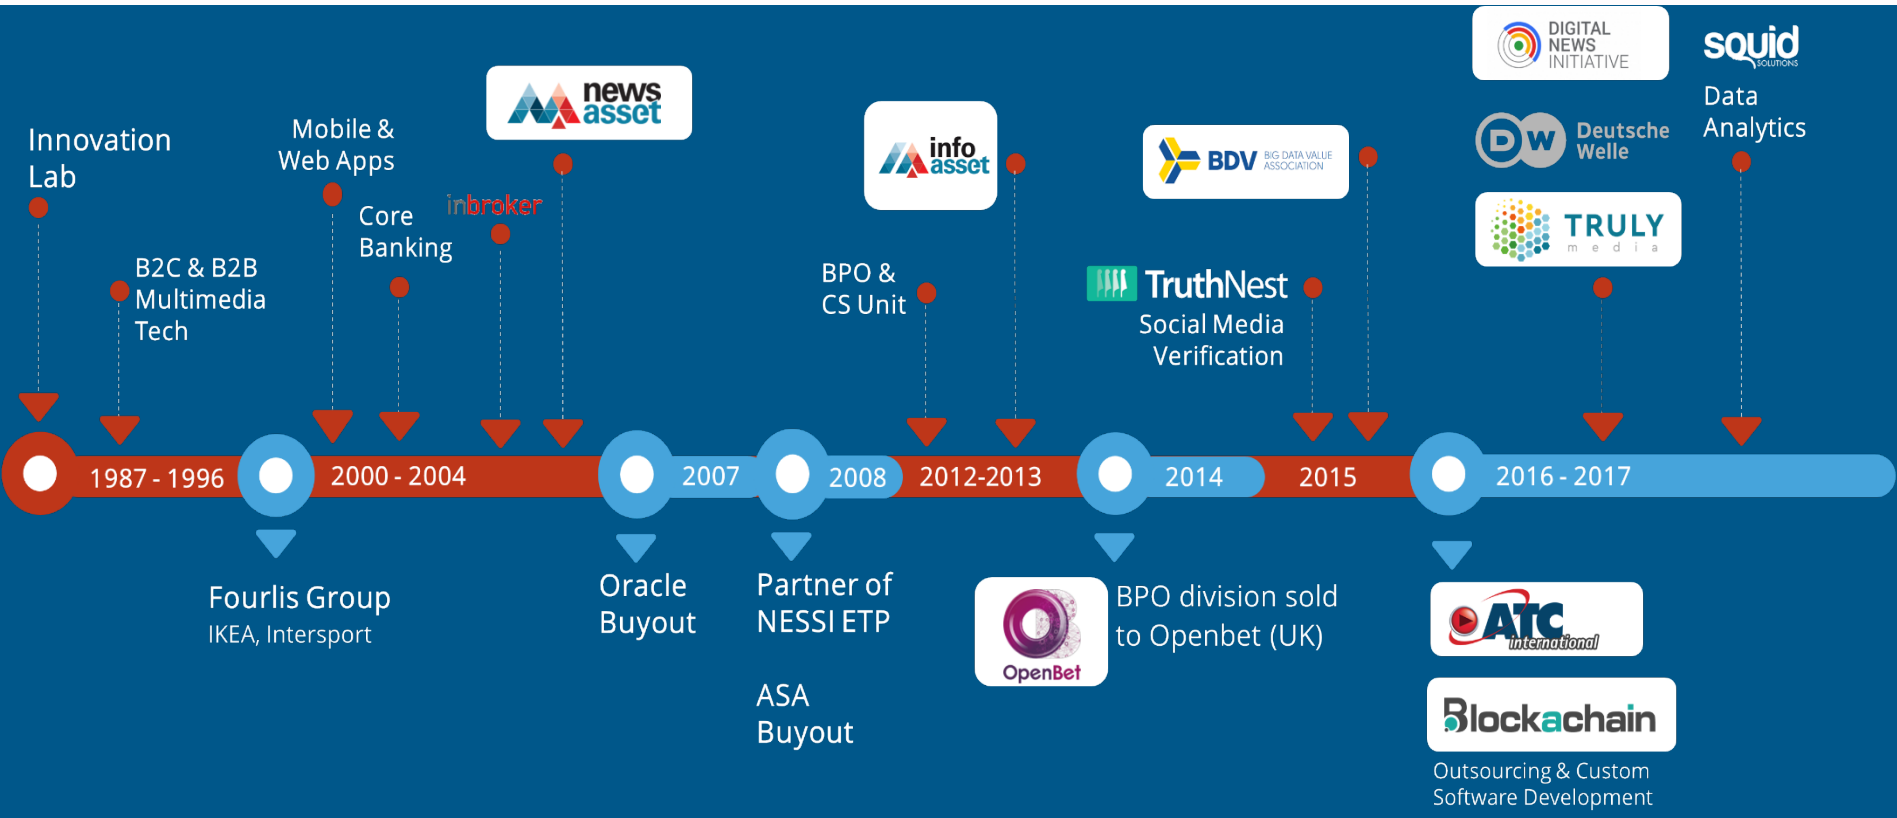 Innovation
Lab
B2C & B2B
Multimedia
Tech
Mobile &
Web Apps
Core
Banking
inbroker
news
asset
info
asset
BPO &
CS Unit
BDV BIG DATA VALUE
ASSOCIATION
TruthNest
Social Media
Verification
DIGITAL
NEWS
INITIATIVE
DW Deutsche
Welle
TRULY
media
squid
SOLUTIONS
Data
Analytics
1987 - 1996
2000 - 2004
2007
2008
2012-2013
2014
2015
2016 - 2017
Fourlis Group
IKEA, Intersport
Oracle
Buyout
Partner of
NESSI ETP
ASA
Buyout
OpenBet
BPO division sold
to Openbet (UK)
ATC
international
Blockachain
Outsourcing & Custom
Software Development